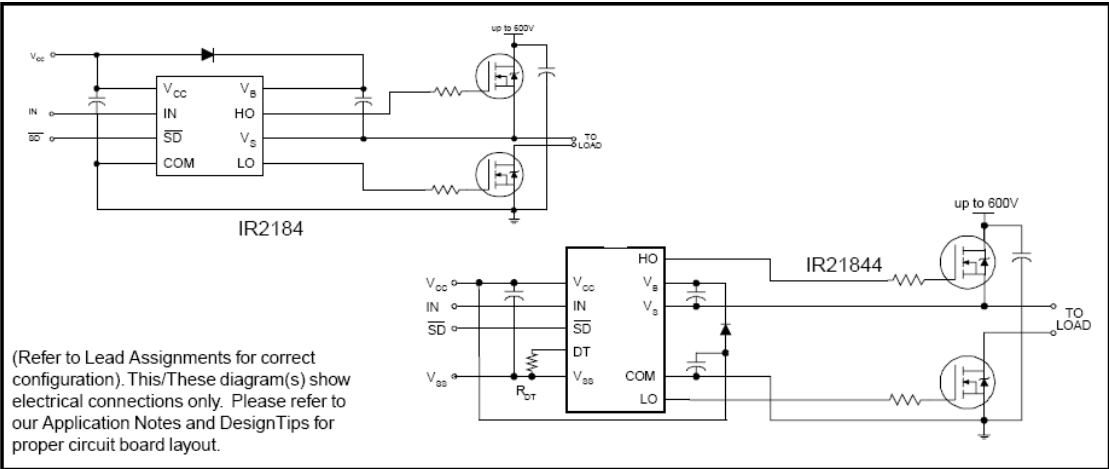 up to 600V
Vcc
VCC VB
IN IN HO
SD SD VS
TO
LOAD
COM LO
IR2184
up to 600V
HO
IR21844
VCC VCC VB
IN IN VS
TO
LOAD
SD SD
DT
VSS VSS COM
RDT
LO
(Refer to Lead Assignments for correct
configuration). This/These diagram(s) show
electrical connections only. Please refer to
our Application Notes and DesignTips for
proper circuit board layout.